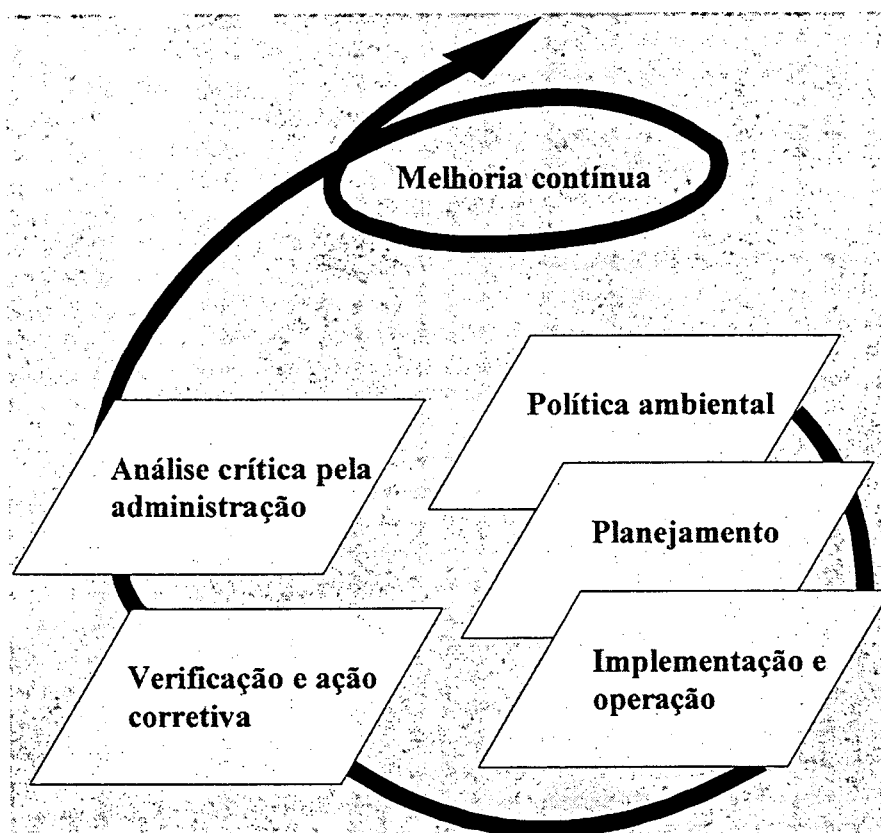 Melhoria contínua
Política ambiental
Planejamento
Implementação e
operação
Verificação e ação
corretiva
Análise crítica pela
administração